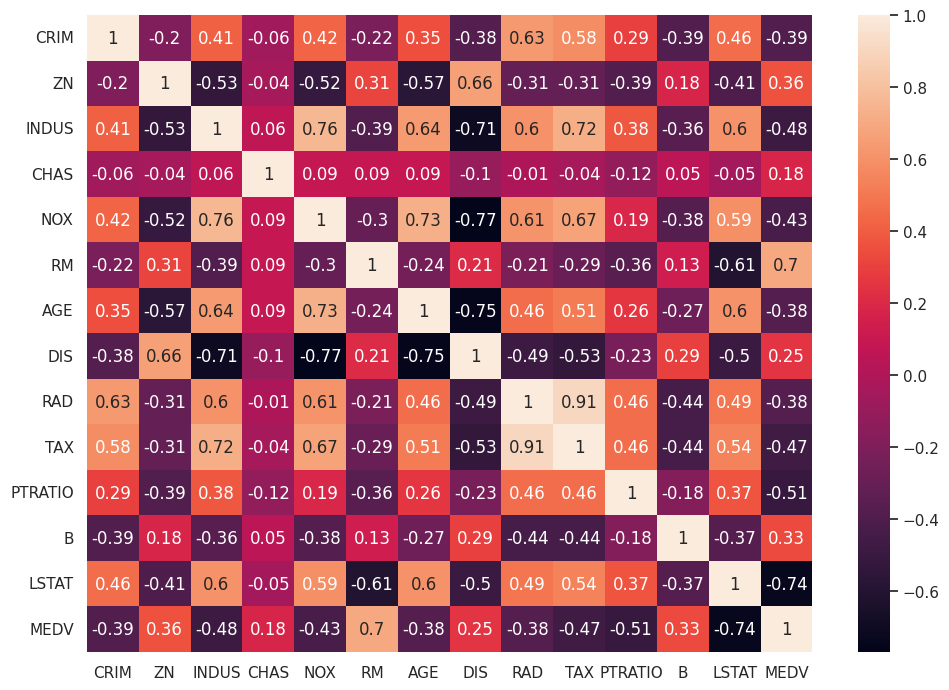 CRIM 1 -0.2 0.41 -0.06 0.42 -0.22 0.35 -0.38 0.63 0.58 0.29 -0.39 0.46 -0.39
ZN -0.2 1 -0.53 -0.04 -0.52 0.31 -0.57 0.66 -0.31 -0.31 -0.39 0.18 -0.41 0.36
INDUS 0.41 -0.53 1 0.06 0.76 -0.39 0.64 -0.71 0.6 0.72 0.38 -0.36 0.6 -0.48
CHAS -0.06 -0.04 0.06 1 0.09 0.09 0.09 -0.1 -0.01 -0.04 -0.12 0.05 -0.05 0.18
NOX 0.42 -0.52 0.76 0.09 1 -0.3 0.73 -0.77 0.61 0.67 0.19 -0.38 0.59 -0.43
RM -0.22 0.31 -0.39 0.09 -0.3 1 -0.24 0.21 -0.21 -0.29 -0.36 0.13 -0.61 0.7
AGE 0.35 -0.57 0.64 0.09 0.73 -0.24 1 -0.75 0.46 0.51 0.26 -0.27 0.6 -0.38
DIS -0.38 0.66 -0.71 -0.1 -0.77 0.21 -0.75 1 -0.49 -0.53 -0.23 0.29 -0.5 0.25
RAD 0.63 -0.31 0.6 -0.01 0.61 -0.21 0.46 -0.49 1 0.91 0.46 -0.44 0.49 -0.38
TAX 0.58 -0.31 0.72 -0.04 0.67 -0.29 0.51 -0.53 0.91 1 0.46 -0.44 0.54 -0.47
PTRATIO 0.29 -0.39 0.38 -0.12 0.19 -0.36 0.26 -0.23 0.46 0.46 1 -0.18 0.37 -0.51
B -0.39 0.18 -0.36 0.05 -0.38 0.13 -0.27 0.29 -0.44 -0.44 -0.18 1 -0.37 0.33
LSTAT 0.46 -0.41 0.6 -0.05 0.59 -0.61 0.6 -0.5 0.49 0.54 0.37 -0.37 1 -0.74
MEDV -0.39 0.36 -0.48 0.18 -0.43 0.7 -0.38 0.25 -0.38 -0.47 -0.51 0.33 -0.74 1
CRIM ZN INDUS CHAS NOX RM AGE DIS RAD TAX PTRATIO B LSTAT MEDV
1.0
0.8
0.6
0.4
0.2
0.0
−0.2
−0.4
−0.6